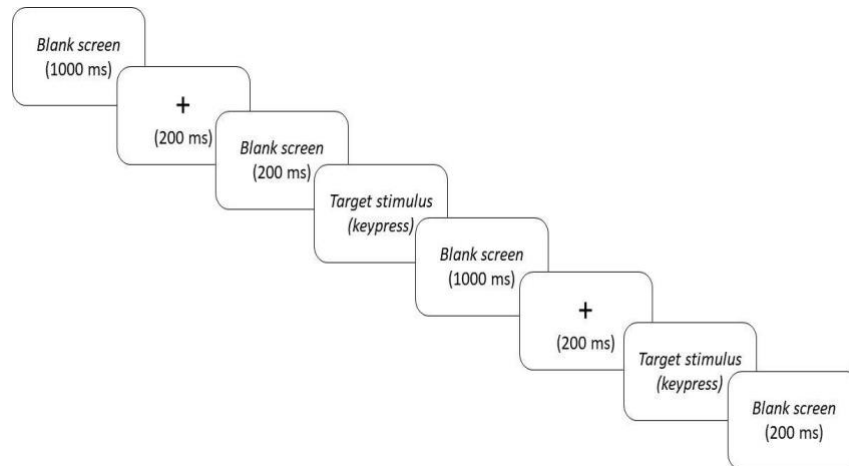 Blank screen
(1000 ms)
+
(200 ms)
Blank screen
(200 ms)
Target stimulus
(keypress)
Blank screen
(1000 ms)
+
(200 ms)
Target stimulus
(keypress)
Blank screen
(200 ms)